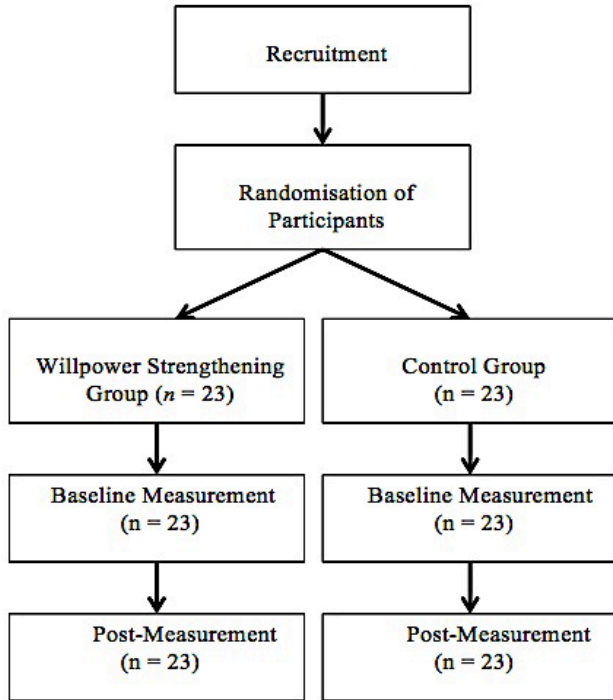 Recruitment
Randomisation of
Participants
Willpower Strengthening
Group (n = 23)
Control Group
(n = 23)
Baseline Measurement
(n = 23)
Baseline Measurement
(n = 23)
Post-Measurement
(n = 23)
Post-Measurement
(n = 23)